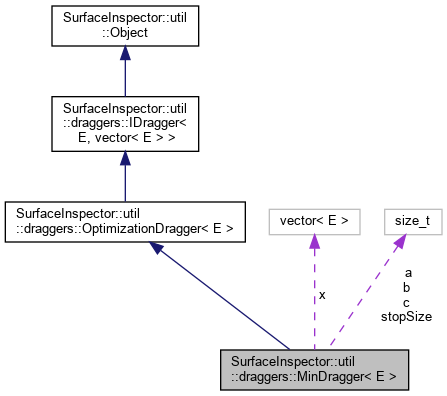 SurfaceInspector::util
::Object
SurfaceInspector::util
::draggers::IDragger<
E, vector< E > >
SurfaceInspector::util
::draggers::OptimizationDragger< E >
vector< E >
size_t
x
a
b
c
stopSize
SurfaceInspector::util
::draggers::MinDragger< E >